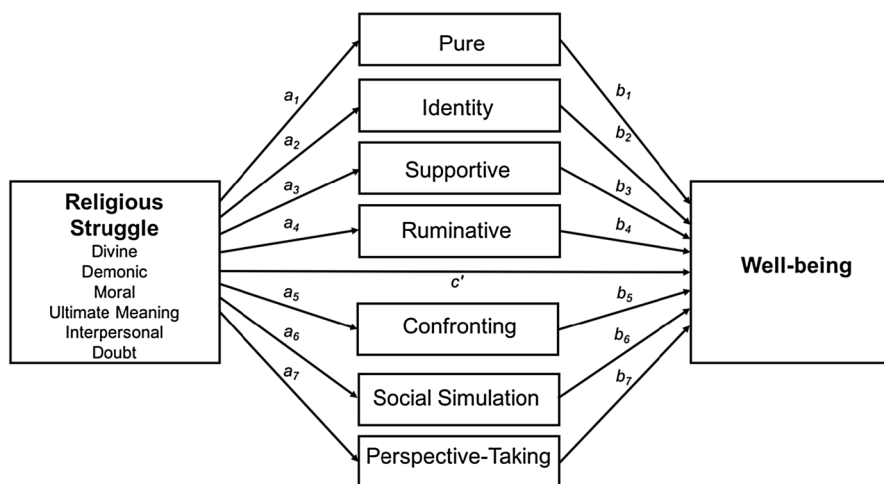 Pure
a1
b1
Identity
a2
b2
Supportive
a3
b3
Ruminative
a4
b4
Religious
Struggle
Divine
Demonic
Moral
Ultimate Meaning
Interpersonal
Doubt
c'
Well-being
a5
b5
Confronting
a6
b6
Social Simulation
a7
b7
Perspective-Taking